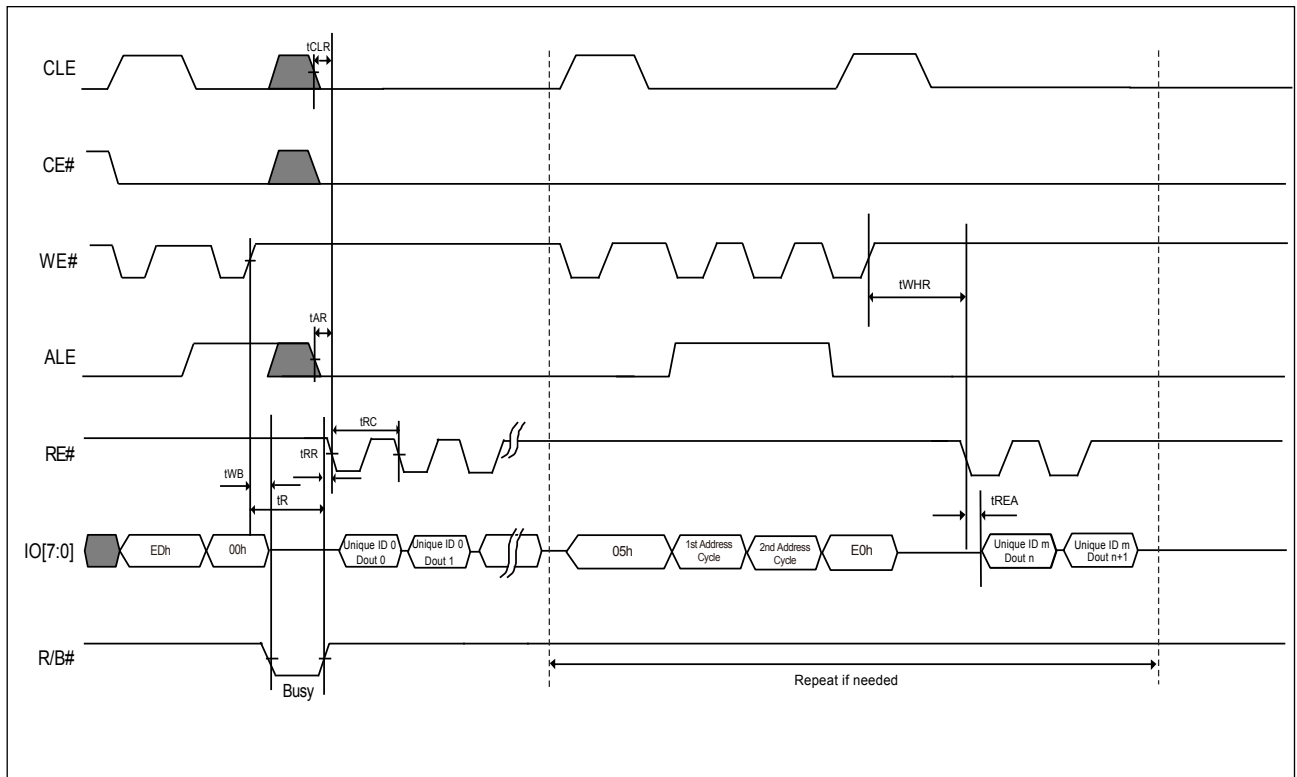 tCLR
CLE
CE#
WE#
tWHR
tAR
ALE
tRC
RE#
tRR
tWB
tREA
tR
IO[7:0]
EDh
00h
Unique ID 0
Dout 0
Unique ID 0
Dout 1
05h
1st Address
Cycle
2nd Address
Cycle
E0h
Unique ID m
Dout n
Unique ID m
Dout n+1
R/B#
Busy
Repeat if needed